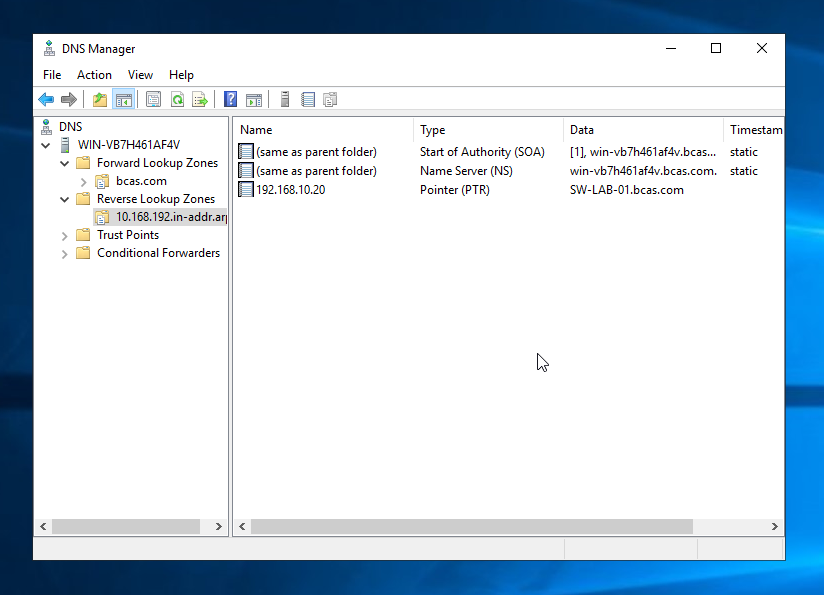 DNS Manager
File Action View Help
DNS
WIN-VB7H461AF4V
Forward Lookup Zones
bcas.com
Reverse Lookup Zones
10.168.192.in-addr.arp
Trust Points
Conditional Forwarders
Name Type Data Timestam
(same as parent folder) Start of Authority (SOA) [1], win-vb7h461af4v.bcas... static
(same as parent folder) Name Server (NS) win-vb7h461af4v.bcas.com. static
192.168.10.20 Pointer (PTR) SW-LAB-01.bcas.com